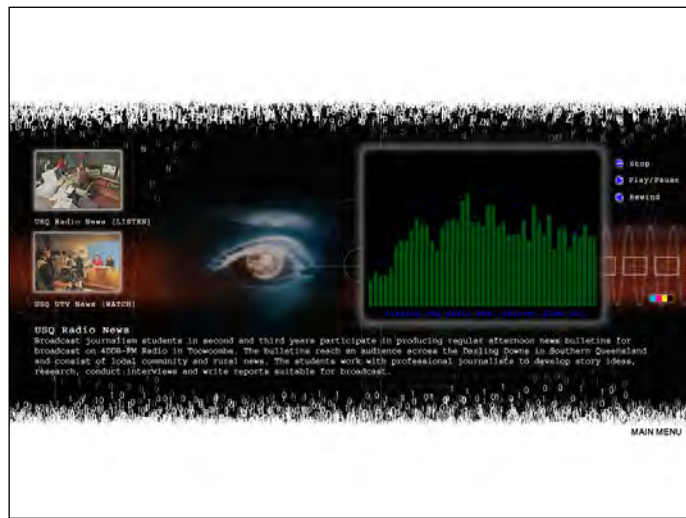 Stop
Play/Pause
Rewind
USQ Radio News [LISTEN]
USQ UTV News [WATCH]
USQ Radio News
Broadcast journalism students in second and third years participate in producing regular afternoon news bulletins for
broadcast on 4DDB-FM Radio in Toowoomba. The bulletins reach an audience across the Darling Downs in Southern Queensland
and consist of local community and rural news. The students work with professional journalists to develop story ideas,
research, conduct interviews and write reports suitable for broadcast.
MAIN MENU